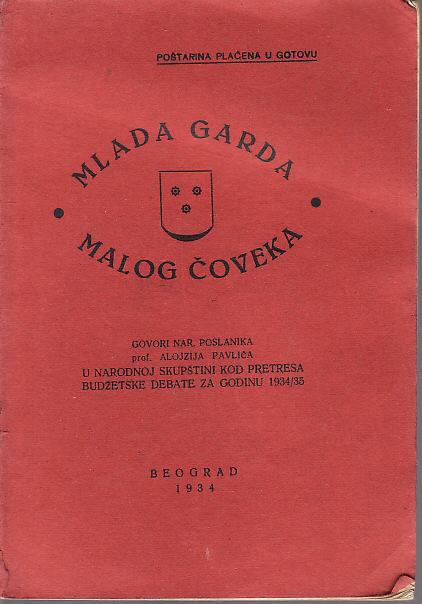 POŠTARINA PLAĆENA U GOTOVU
MLADA GARDA
MALOG ČOVEKA
GOVORI NAR. POSLANIKA
prof. ALOJZIJA PAVLIČA
U NARODNOJ SKUPŠTINI KOD PRETRESA
BUDŽETSKE DEBATE ZA GODINU 1934/35
BEOGRAD
1934